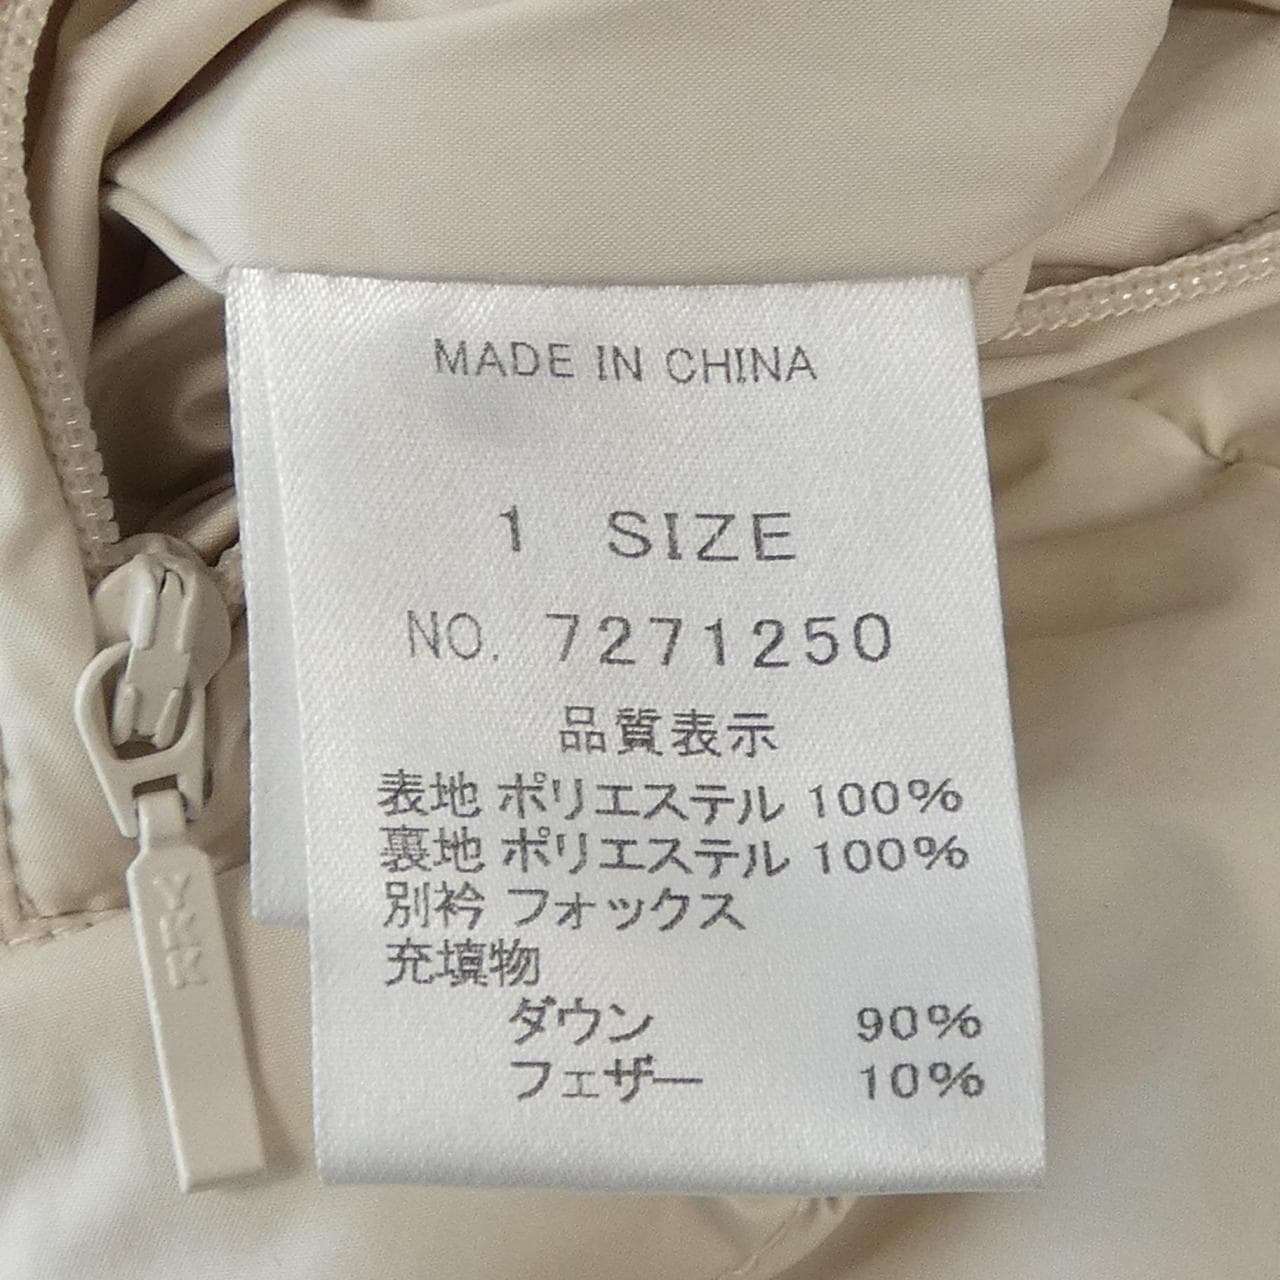 MADE IN CHINA
1 SIZE
NO. 7271250
品質表示
表地 ポリエステル 100%
裏地 ポリエステル 100%
別衿 フォックス
充填物
ダウン 90%
フェザー 10%
YKK